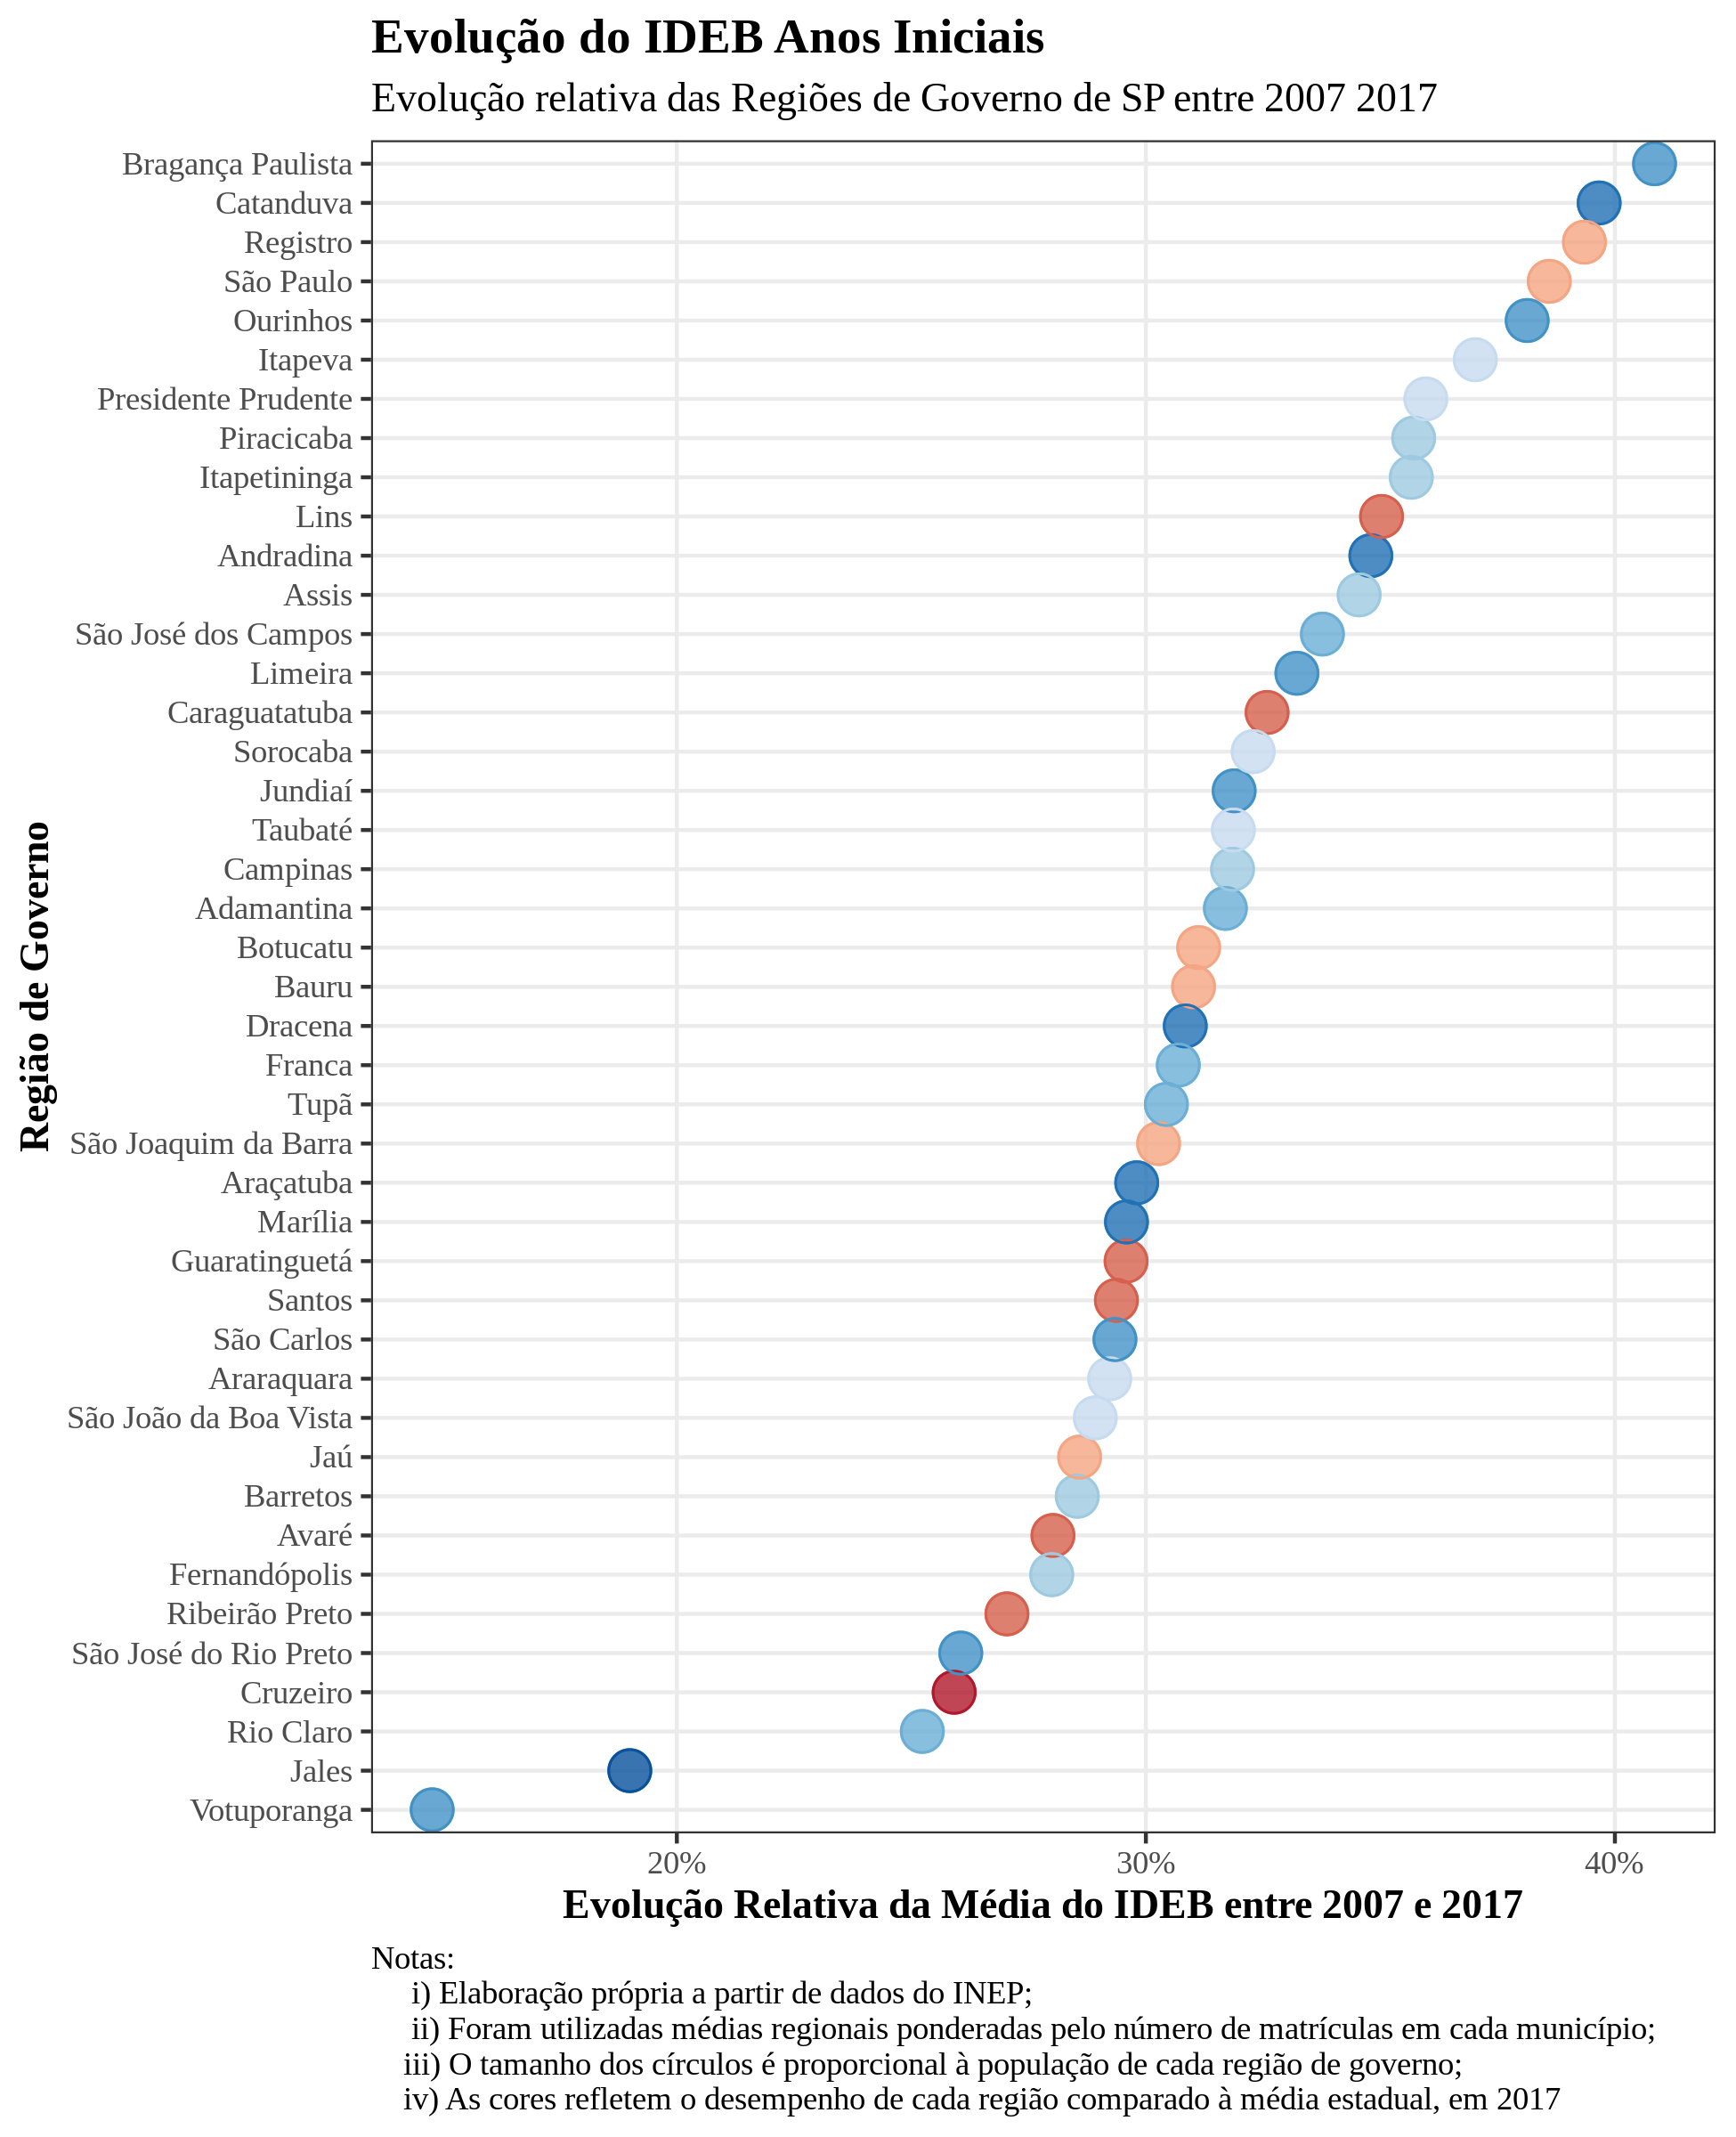 Evolução do IDEB Anos Iniciais
Evolução relativa das Regiões de Governo de SP entre 2007 2017
Região de Governo
Bragança Paulista
Catanduva
Registro
São Paulo
Ourinhos
Itapeva
Presidente Prudente
Piracicaba
Itapetininga
Lins
Andradina
Assis
São José dos Campos
Limeira
Caraguatatuba
Sorocaba
Jundiaí
Taubaté
Campinas
Adamantina
Botucatu
Bauru
Dracena
Franca
Tupã
São Joaquim da Barra
Araçatuba
Marília
Guaratinguetá
Santos
São Carlos
Araraquara
São João da Boa Vista
Jaú
Barretos
Avaré
Fernandópolis
Ribeirão Preto
São José do Rio Preto
Cruzeiro
Rio Claro
Jales
Votuporanga
20% 30% 40%
Evolução Relativa da Média do IDEB entre 2007 e 2017
Notas:
i) Elaboração própria a partir de dados do INEP;
ii) Foram utilizadas médias regionais ponderadas pelo número de matrículas em cada município;
iii) O tamanho dos círculos é proporcional à população de cada região de governo;
iv) As cores refletem o desempenho de cada região comparado à média estadual, em 2017